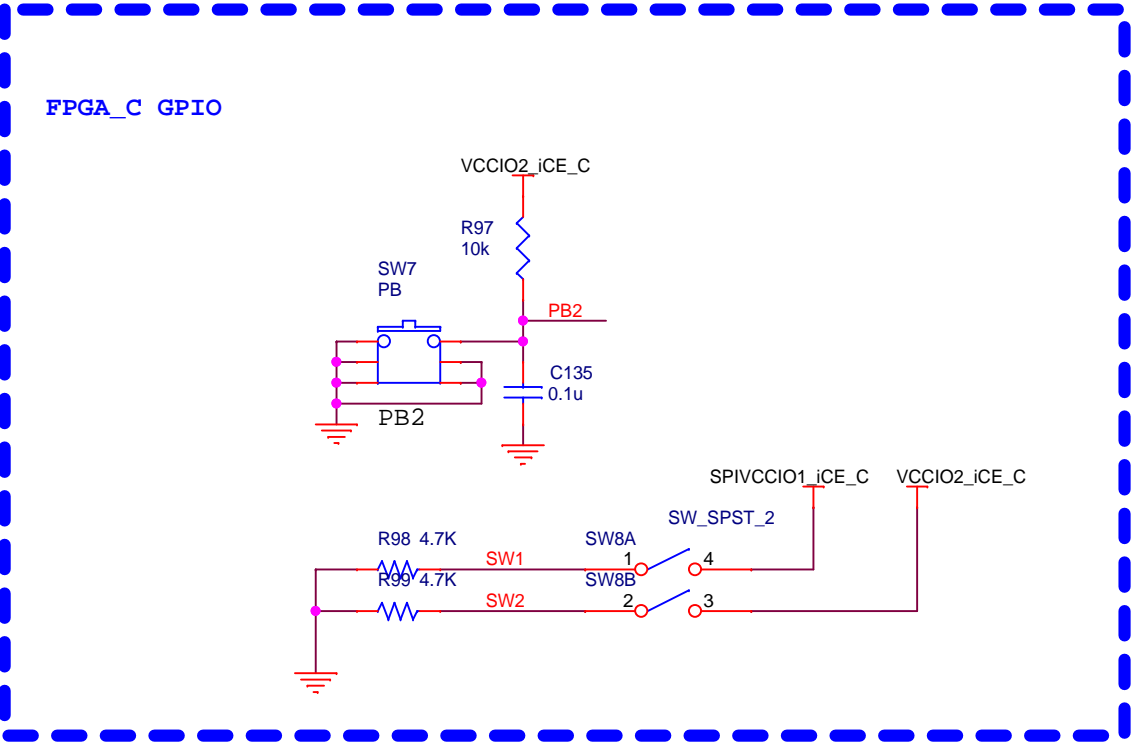 FPGA_C GPIO
VCCIO2_iCE_C
R97
10k
SW7
PB
PB2
C135
0.1u
PB2
SPIVCCIO1_iCE_C VCCIO2_iCE_C
SW_SPST_2
R98 4.7K SW1 SW8A 1 4
R99 4.7K SW2 SW8B 2 3